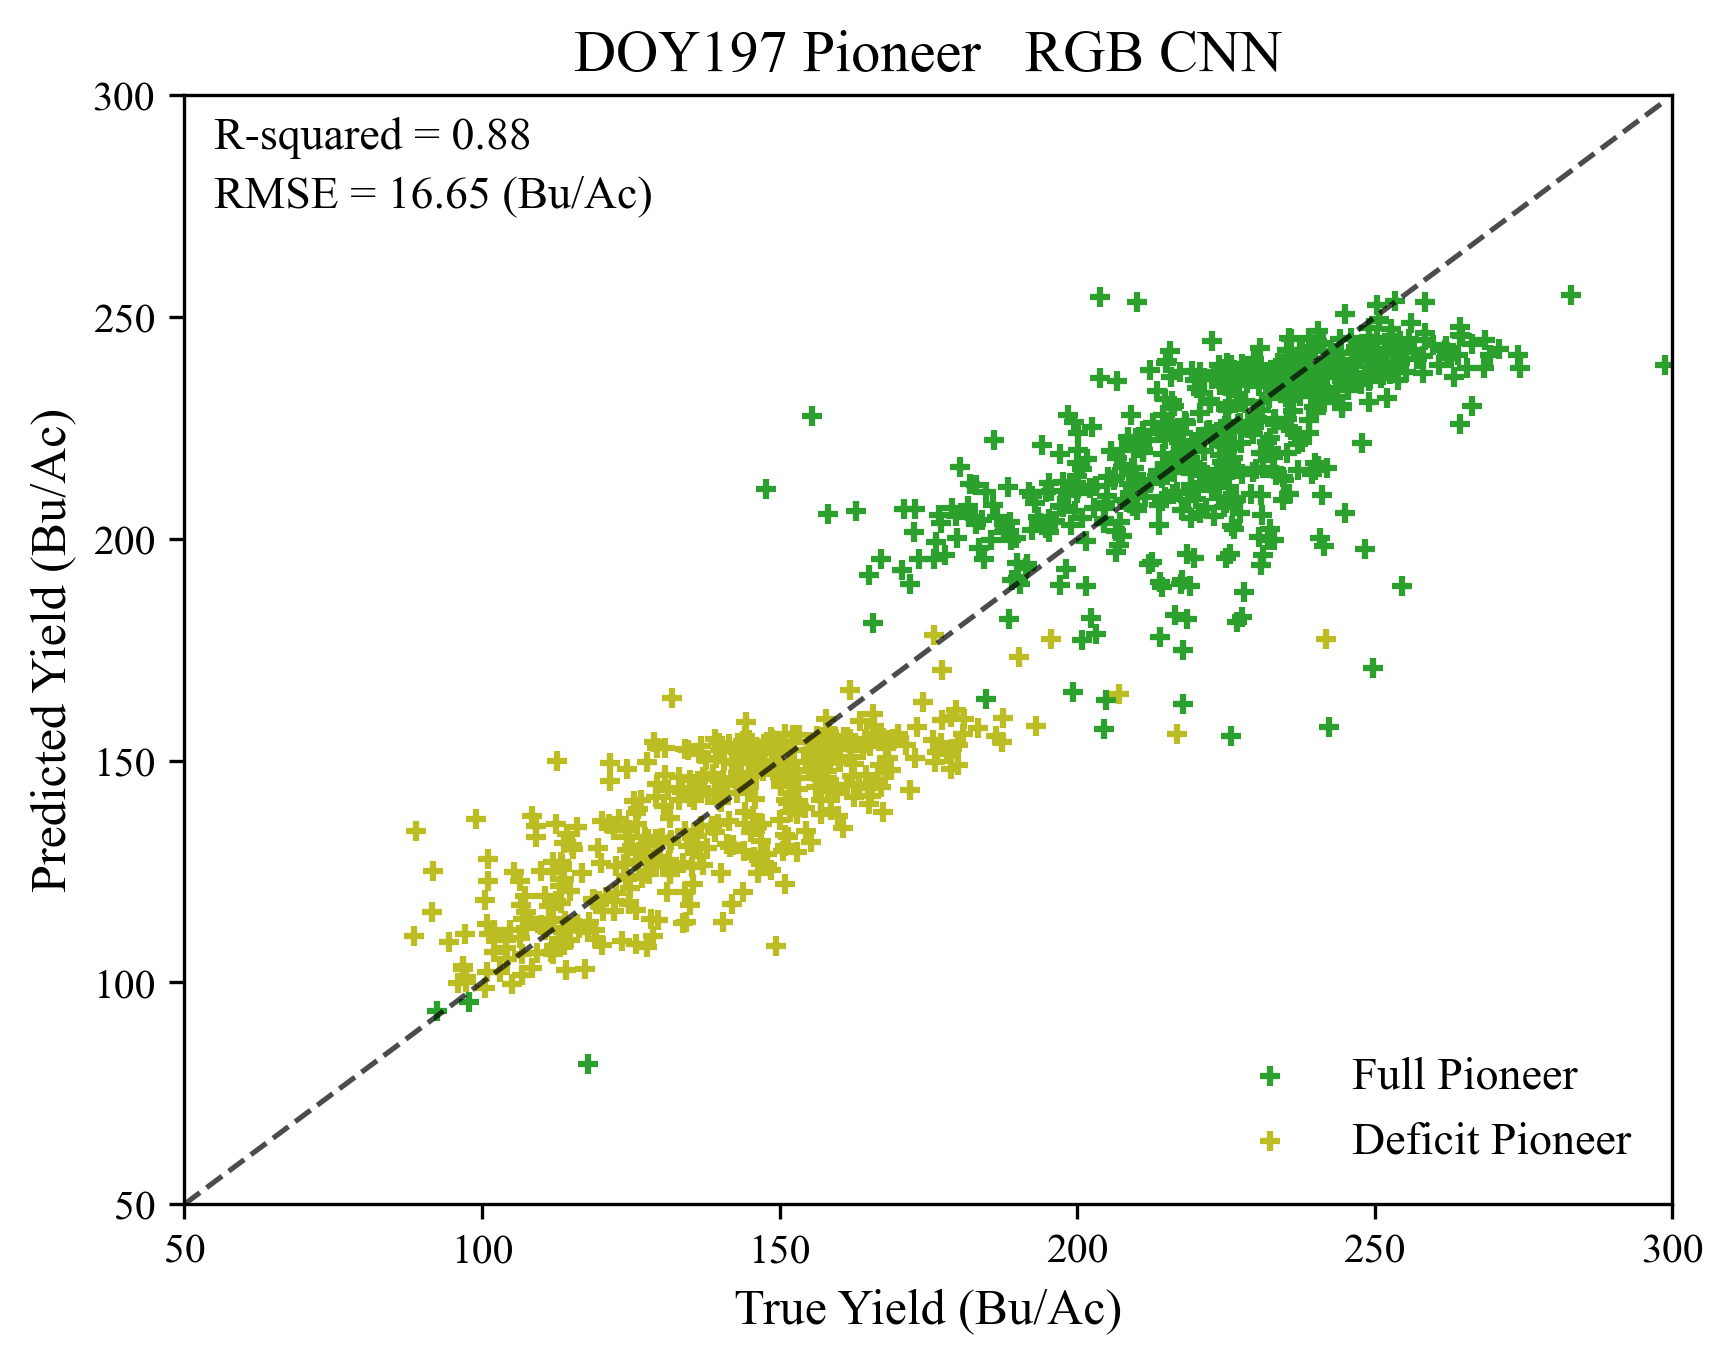 DOY197 Pioneer   RGB CNN
R-squared = 0.88
RMSE = 16.65 (Bu/Ac)
Predicted Yield (Bu/Ac)
300
250
200
150
100
50
Full Pioneer
Deficit Pioneer
50 100 150 200 250 300
True Yield (Bu/Ac)